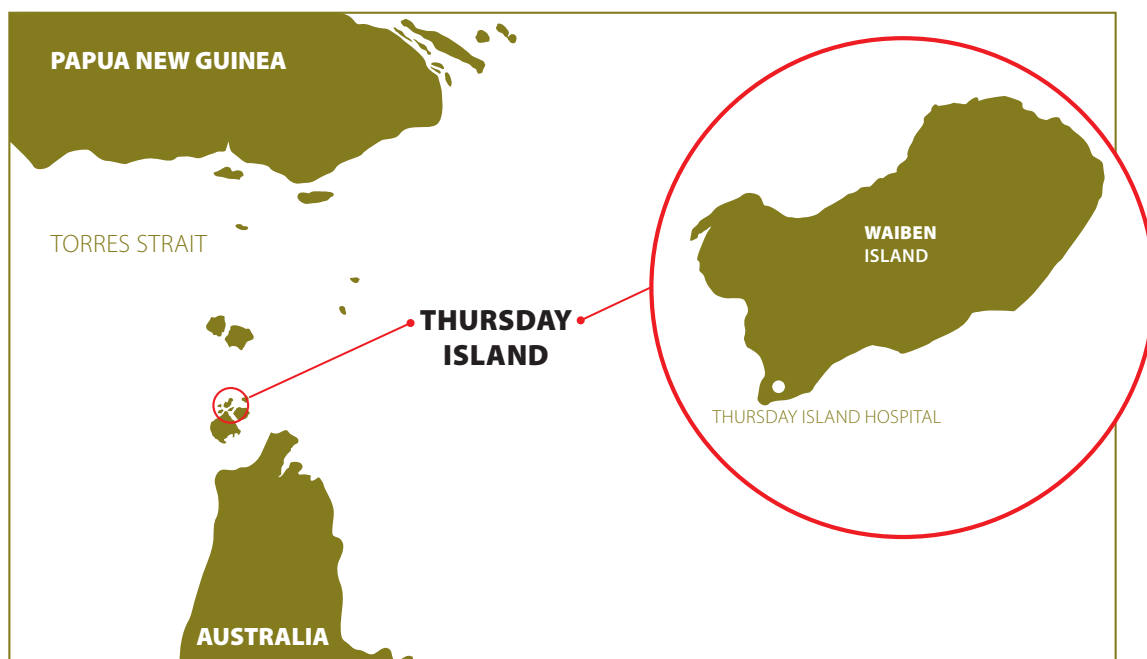 PAPUA NEW GUINEA
TORRES STRAIT
WAIBEN
ISLAND
THURSDAY
ISLAND
THURSDAY ISLAND HOSPITAL
AUSTRALIA